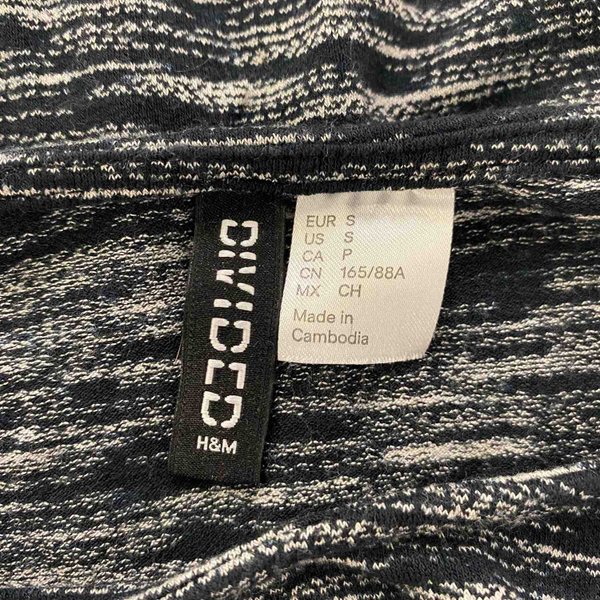 DIVIDED
H&M
EUR S
US S
CA P
CN 165/88A
MX CH
Made in
Cambodia